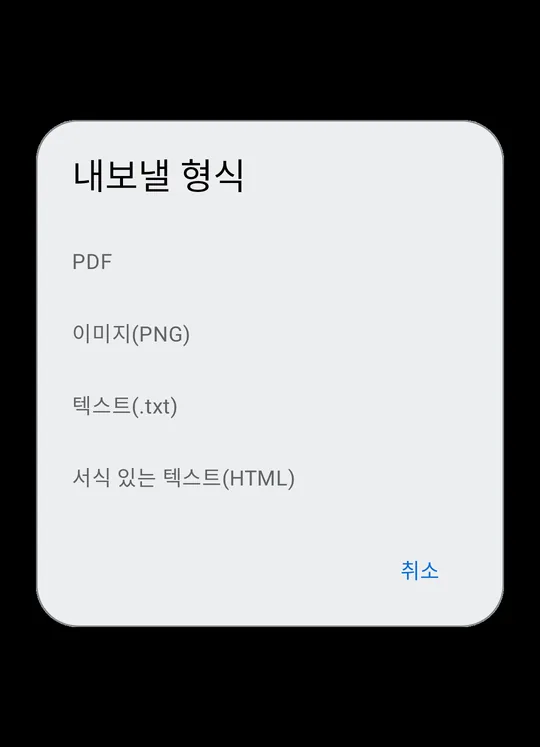 내보낼 형식
PDF
이미지(PNG)
텍스트(.txt)
서식 있는 텍스트(HTML)
취소